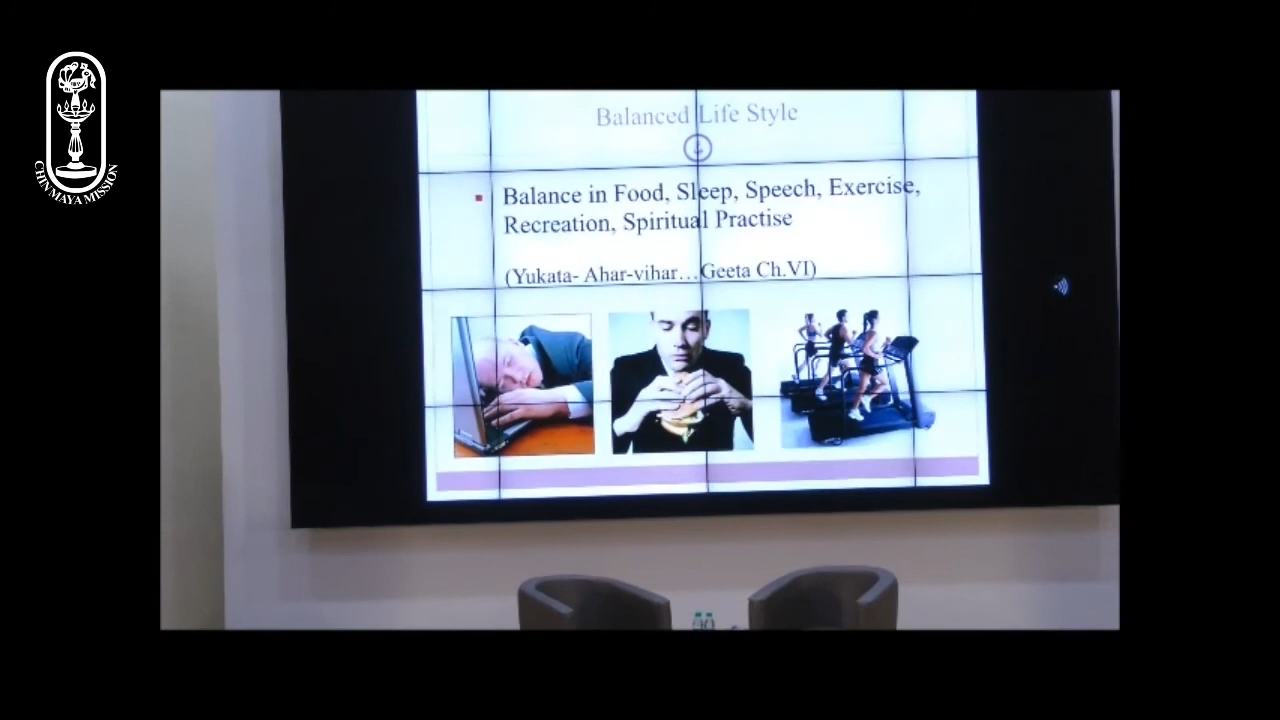 CHINMAYA MISSION
Balanced Life Style
Balance in Food, Sleep, Speech, Exercise,
Recreation, Spiritual Practise
(Yukata- Ahar-vihar…Geeta Ch.VI)